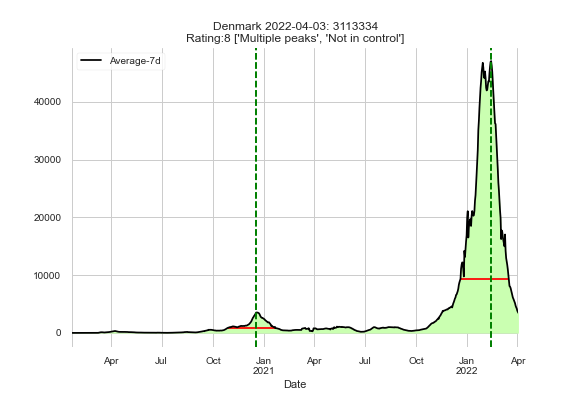 Denmark 2022-04-03: 3113334
Rating:8 ['Multiple peaks', 'Not in control']
Average-7d
40000
30000
20000
10000
0
Apr Jul Oct Jan Apr Jul Oct Jan Apr
2021 2022
Date